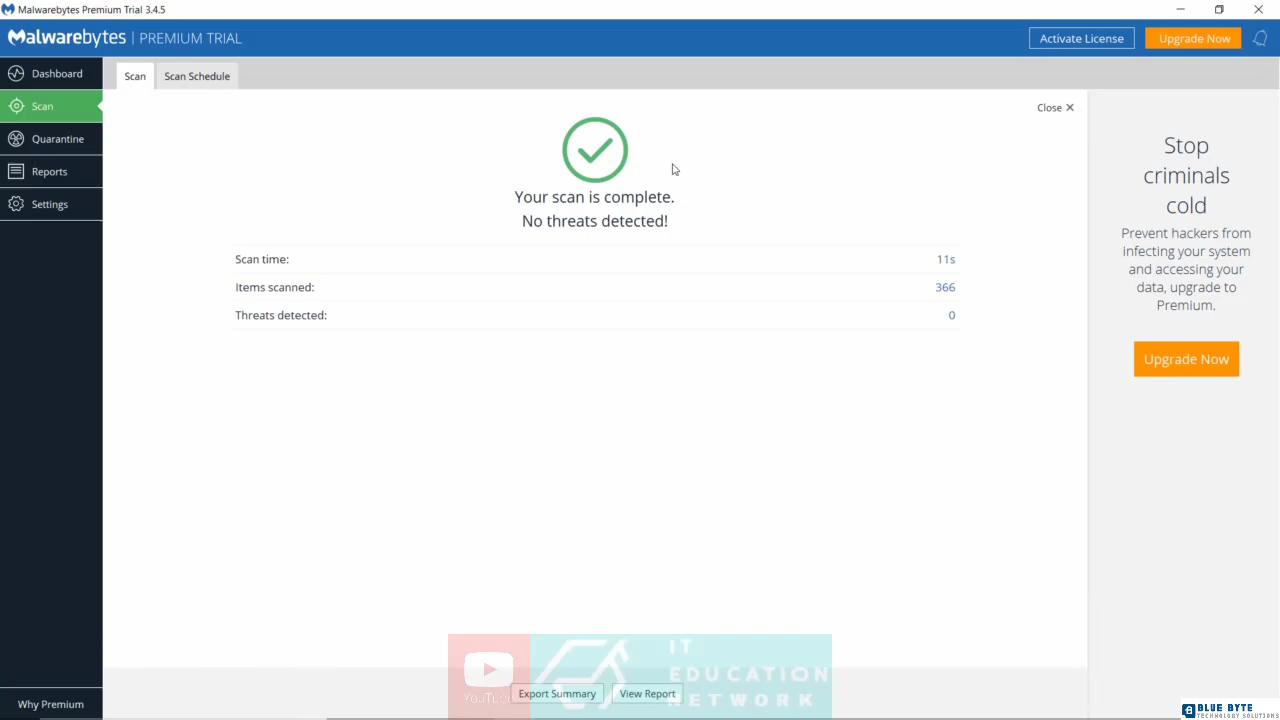 Malwarebytes Premium Trial 3.4.5
Malwarebytes | PREMIUM TRIAL
Activate License
Upgrade Now
Dashboard
Scan
Quarantine
Reports
Settings
Why Premium
Scan
Scan Schedule
Close
Your scan is complete.
No threats detected!
Scan time: 11s
Items scanned: 366
Threats detected: 0
Stop
criminals
cold
Prevent hackers from
infecting your system
and accessing your
data, upgrade to
Premium.
Upgrade Now
YouTube
IT
EDUCATION
NETWORK
Export Summary
View Report
BLUE BYTE
TECHNOLOGY SOLUTIONS